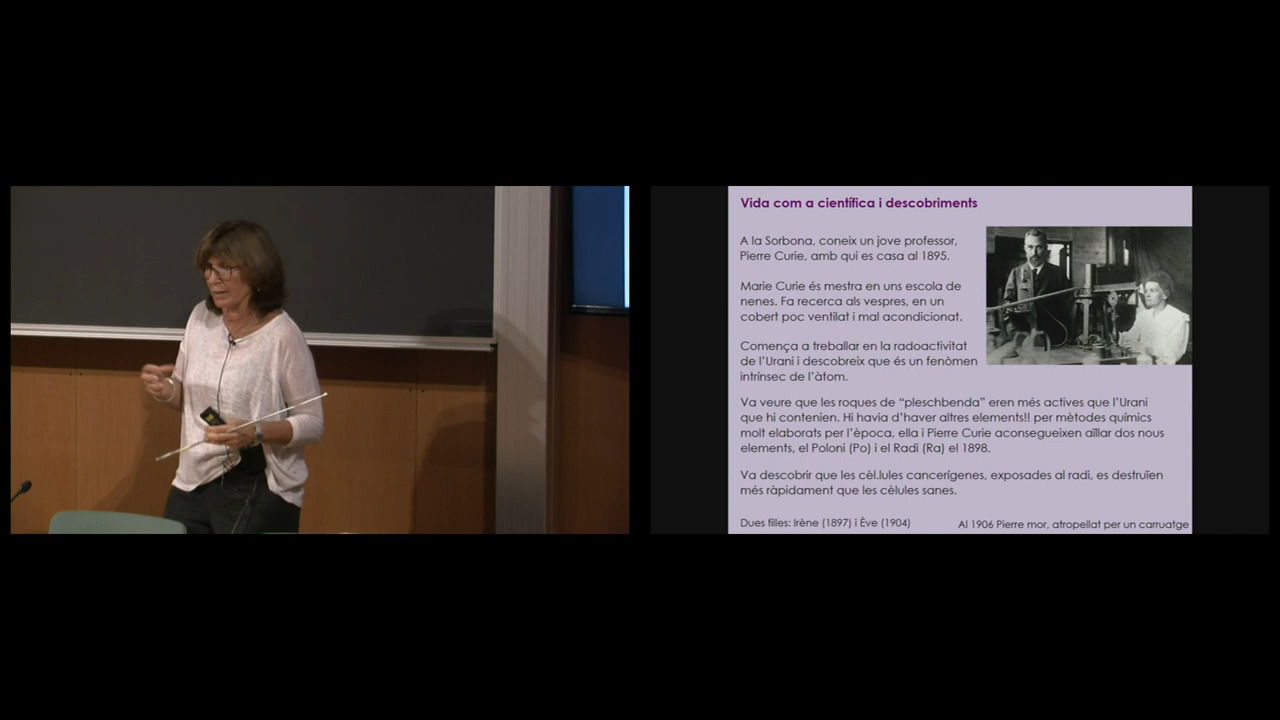 Vida com a científica i descobriments
A la Sorbona, coneix un jove professor,
Pierre Curie, amb qui es casa al 1895.
Marie Curie és mestra en uns escola de
nenes. Fa recerca als vespres, en un
cobert poc ventilat i mal acondicionat.
Comença a treballar en la radoactivitat
de l'Urani i descobreix que és un fenòmen
intrínsec de l'àtom.
Va veure que les roques de “pleschbenda” eren més actives que l'Urani
que hi contenien. Hi havia d'haver altres elements!! per mètodes químics
molt elaborats per l'època, ella i Pierre Curie aconsegueixen aïllar dos nous
elements, el Poloni (Po) i el Radi (Ra) el 1898.
Va descobrir que les cèl.lules cancerígenes, exposades al radi, es destruïen
més ràpidament que les cèlules sanes.
Dues filles: Irène (1897) i Ève (1904)
Al 1906 Pierre mor, atropellat per un carruatge